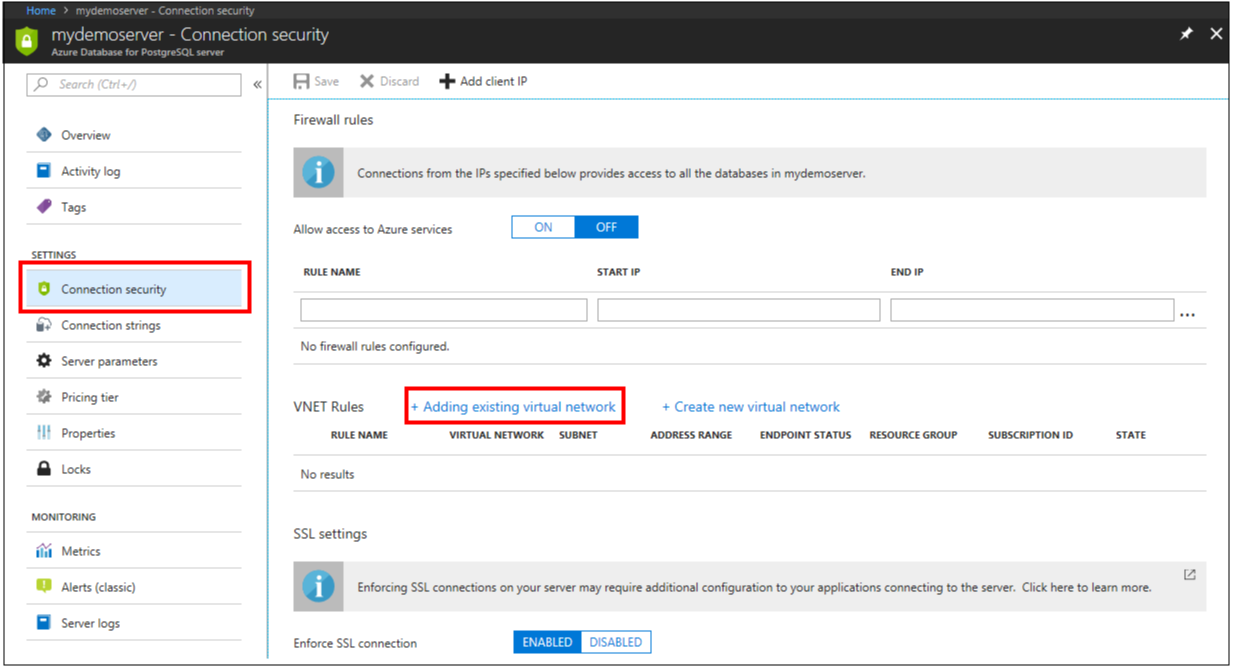 Home > mydemoserver - Connection security
mydemoserver - Connection security
Azure Database for PostgreSQL server
Search (Ctrl+/)
«
Overview
Activity log
Tags
SETTINGS
Connection security
Connection strings
Server parameters
Pricing tier
Properties
Locks
MONITORING
Metrics
Alerts (classic)
Server logs
Save Discard Add client IP
Firewall rules
Connections from the IPs specified below provides access to all the databases in mydemoserver.
Allow access to Azure services ON OFF
RULE NAME START IP END IP
...
No firewall rules configured.
VNET Rules + Adding existing virtual network + Create new virtual network
RULE NAME VIRTUAL NETWORK SUBNET ADDRESS RANGE ENDPOINT STATUS RESOURCE GROUP SUBSCRIPTION ID STATE
No results
SSL settings
Enforcing SSL connections on your server may require additional configuration to your applications connecting to the server. Click here to learn more.
Enforce SSL connection ENABLED DISABLED